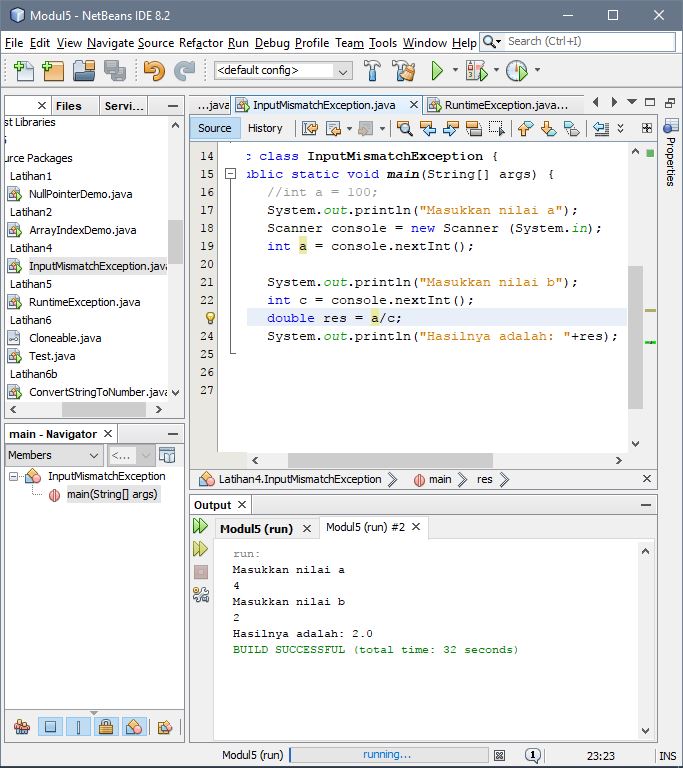 Modul5 - NetBeans IDE 8.2
File Edit View Navigate Source Refactor Run Debug Profile Team Tools Window Help
Search (Ctrl+I)
<default config>
Files
Servi...
st Libraries
urce Packages
Latihan1
NullPointerDemo.java
Latihan2
ArrayIndexDemo.java
Latihan4
InputMismatchException.java
Latihan5
RuntimeException.java
Latihan6
Cloneable.java
Test.java
Latihan6b
ConvertStringToNumber.java
main - Navigator
Members
<...
InputMismatchException
main(String[] args)
...java
InputMismatchException.java
RuntimeException.java...
Source
History
14 c class InputMismatchException {
15 ublic static void main(String[] args) {
16 //int a = 100;
17 System.out.println("Masukkan nilai a");
18 Scanner console = new Scanner (System.in);
19 int a = console.nextInt();
20
21 System.out.println("Masukkan nilai b");
22 int c = console.nextInt();
double res = a/c;
24 System.out.println("Hasilnya adalah: "+res);
25
26
27
Latihan4.InputMismatchException
main
res
Output
Modul5 (run)
Modul5 (run) #2
run:
Masukkan nilai a
4
Masukkan nilai b
2
Hasilnya adalah: 2.0
BUILD SUCCESSFUL (total time: 32 seconds)
Properties
Modul5 (run)
running...
1
23:23
INS